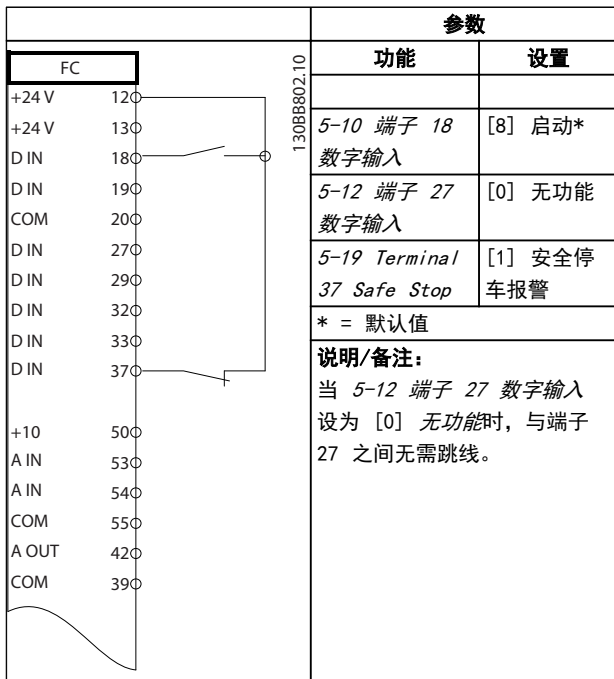 参数
功能 设置
FC
+24 V 12
+24 V 13
D IN 18
D IN 19
COM 20
D IN 27
D IN 29
D IN 32
D IN 33
D IN 37
+10 50
A IN 53
A IN 54
COM 55
A OUT 42
COM 39
130BB802.10
5-10 端子 18 [8] 启动*
数字输入
5-12 端子 27 [0] 无功能
数字输入
5-19 Terminal [1] 安全停
37 Safe Stop 车报警
* = 默认值
说明/备注：
当 5-12 端子 27 数字输入
设为 [0] 无功能时，与端子
27 之间无需跳线。